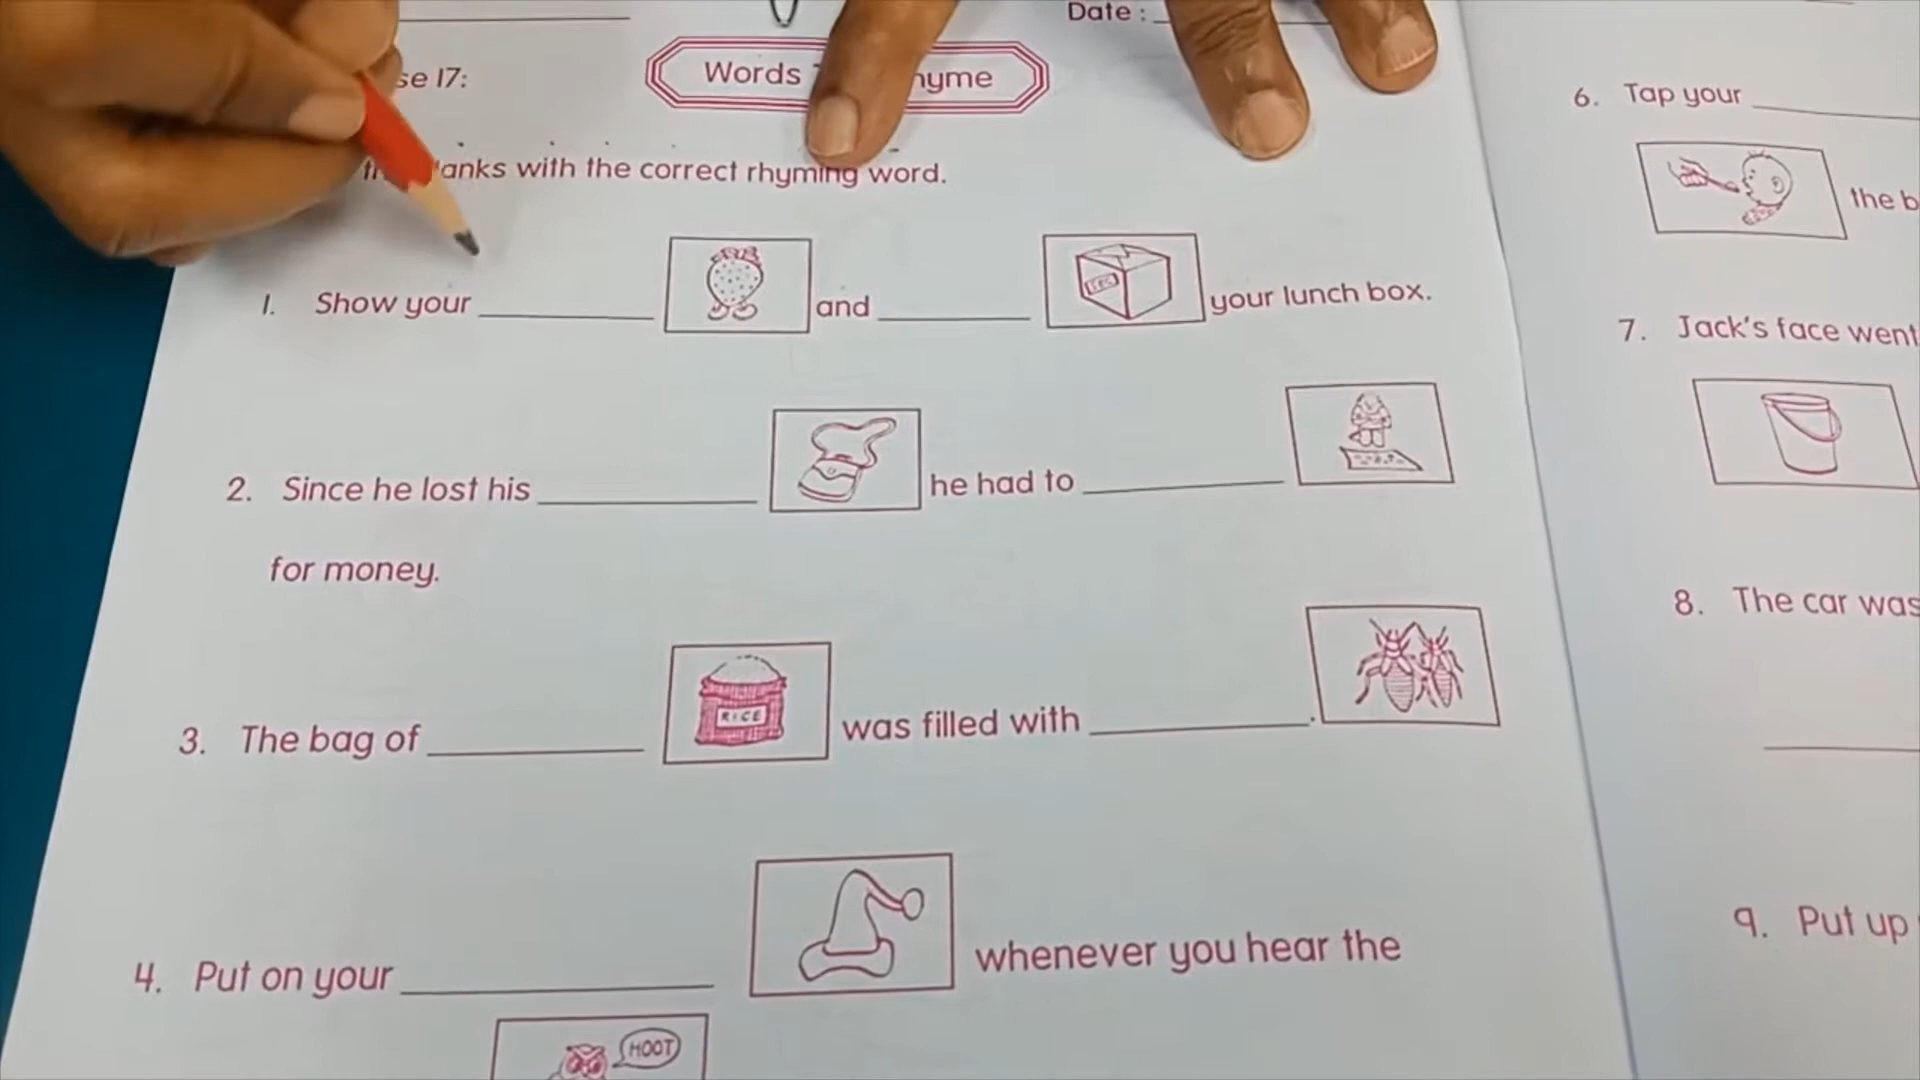 Date :
se 17:
Words hyme
anks with the correct rhyming word.
1. Show your and your lunch box.
2. Since he lost his he had to
for money.
RICE
3. The bag of was filled with .
4. Put on your whenever you hear the
HOOT
6. Tap your
the b
7. Jack's face went
8. The car was
9. Put up